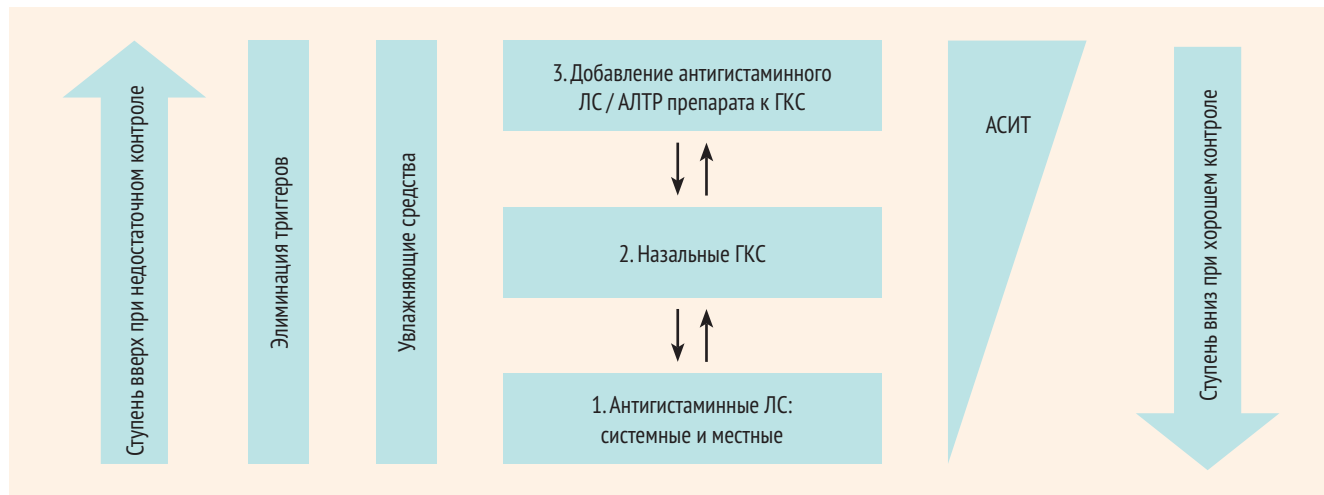 Ступень вверх при недостаточном контроле
Элиминация триггеров
Увлажняющие средства
3. Добавление антигистаминного
ЛС / АЛТР препарата к ГКС
2. Назальные ГКС
1. Антигистаминные ЛС:
системные и местные
АСИТ
Ступень вниз при хорошем контроле